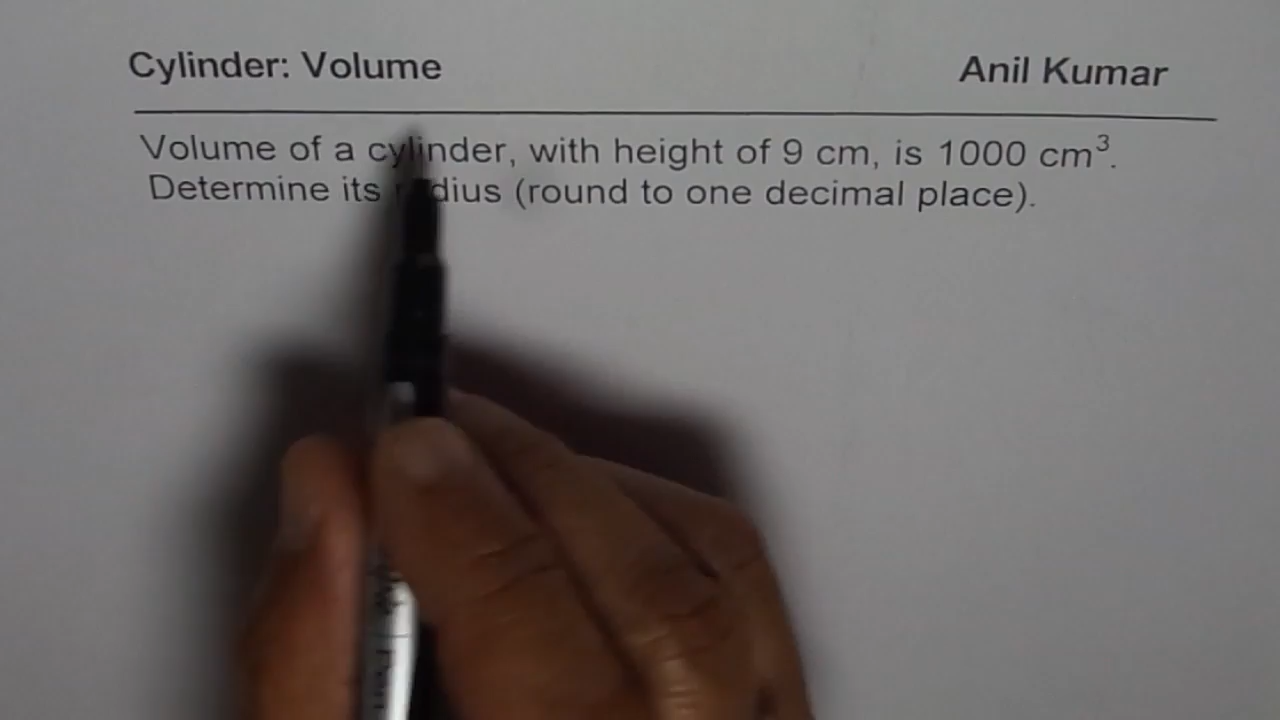 Cylinder: Volume Anil Kumar
Volume of a cylinder, with height of 9 cm, is 1000 cm³.
Determine its radius (round to one decimal place).